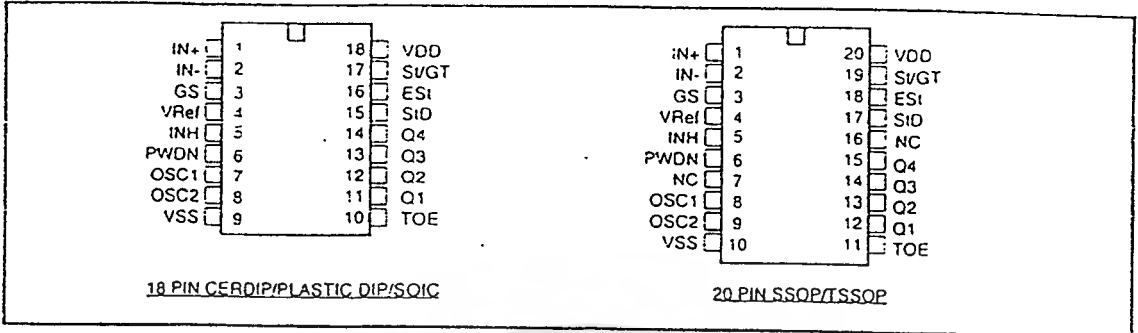 IN+ 1 18 VDD
IN- 2 17 St/GT
GS 3 16 ESt
VRef 4 15 StD
INH 5 14 Q4
PWDN 6 13 Q3
OSC1 7 12 Q2
OSC2 8 11 Q1
VSS 9 10 TOE
18 PIN CERDIP/PLASTIC DIP/SOIC
IN+ 1 20 VDD
IN- 2 19 St/GT
GS 3 18 ESt
VRef 4 17 StD
INH 5 16 NC
PWDN 6 15 Q4
NC 7 14 Q3
OSC1 8 13 Q2
OSC2 9 12 Q1
VSS 10 11 TOE
20 PIN SSOP/TSSOP